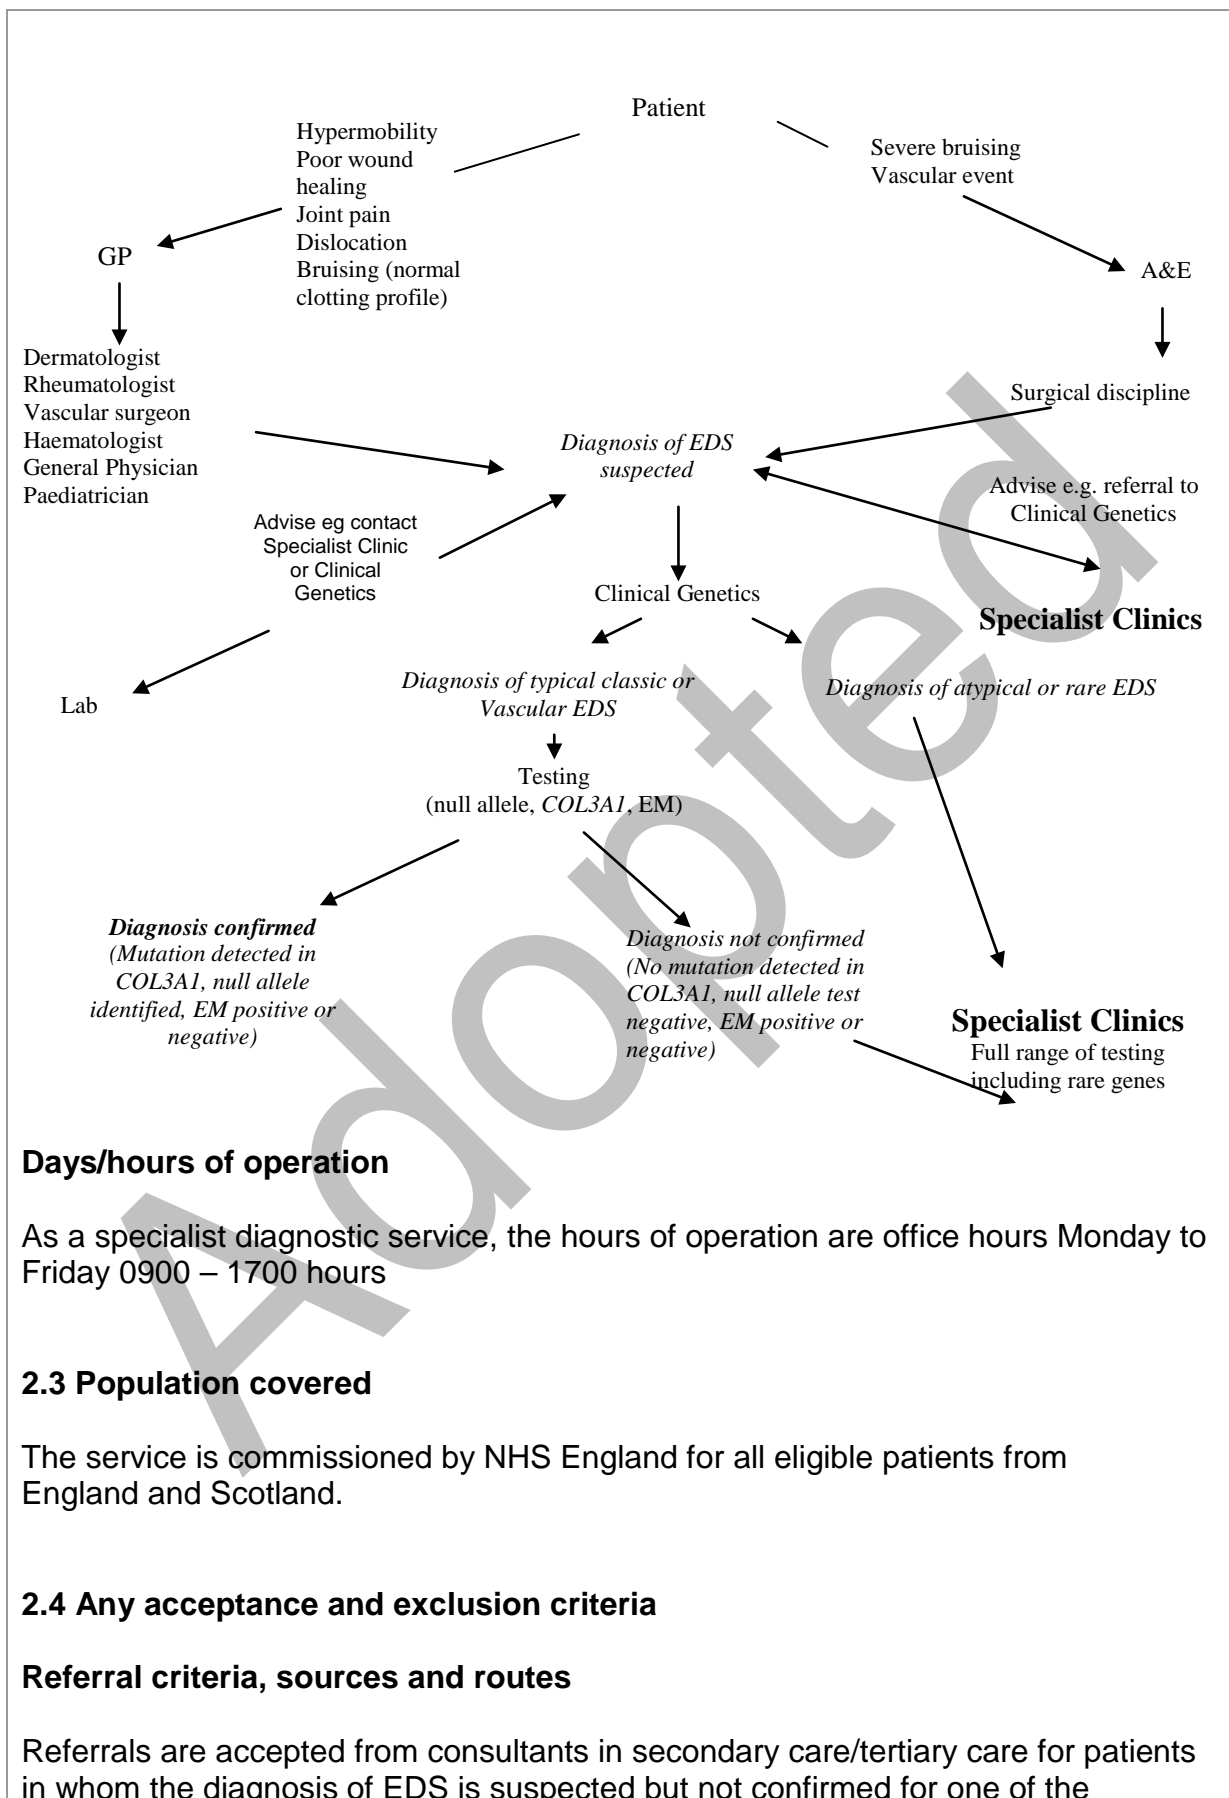 Patient
Hypermobility
Poor wound
healing
Joint pain
Dislocation
Bruising (normal
clotting profile)
Severe bruising
Vascular event
GP
A&E
Dermatologist
Rheumatologist
Vascular surgeon
Haematologist
General Physician
Paediatrician
Surgical discipline
Diagnosis of EDS
suspected
Advise e.g. referral to
Clinical Genetics
Advise eg contact
Specialist Clinic
or Clinical
Genetics
Clinical Genetics
Specialist Clinics
Lab
Diagnosis of typical classic or
Vascular EDS
Diagnosis of atypical or rare EDS
Testing
(null allele, COL3A1, EM)
Diagnosis confirmed
(Mutation detected in
COL3A1, null allele
identified, EM positive or
negative)
Diagnosis not confirmed
(No mutation detected in
COL3A1, null allele test
negative, EM positive or
negative)
Specialist Clinics
Full range of testing
including rare genes
Adopted
Days/hours of operation
As a specialist diagnostic service, the hours of operation are office hours Monday to
Friday 0900 – 1700 hours
2.3 Population covered
The service is commissioned by NHS England for all eligible patients from
England and Scotland.
2.4 Any acceptance and exclusion criteria
Referral criteria, sources and routes
Referrals are accepted from consultants in secondary care/tertiary care for patients
in whom the diagnosis of EDS is suspected but not confirmed for one of the